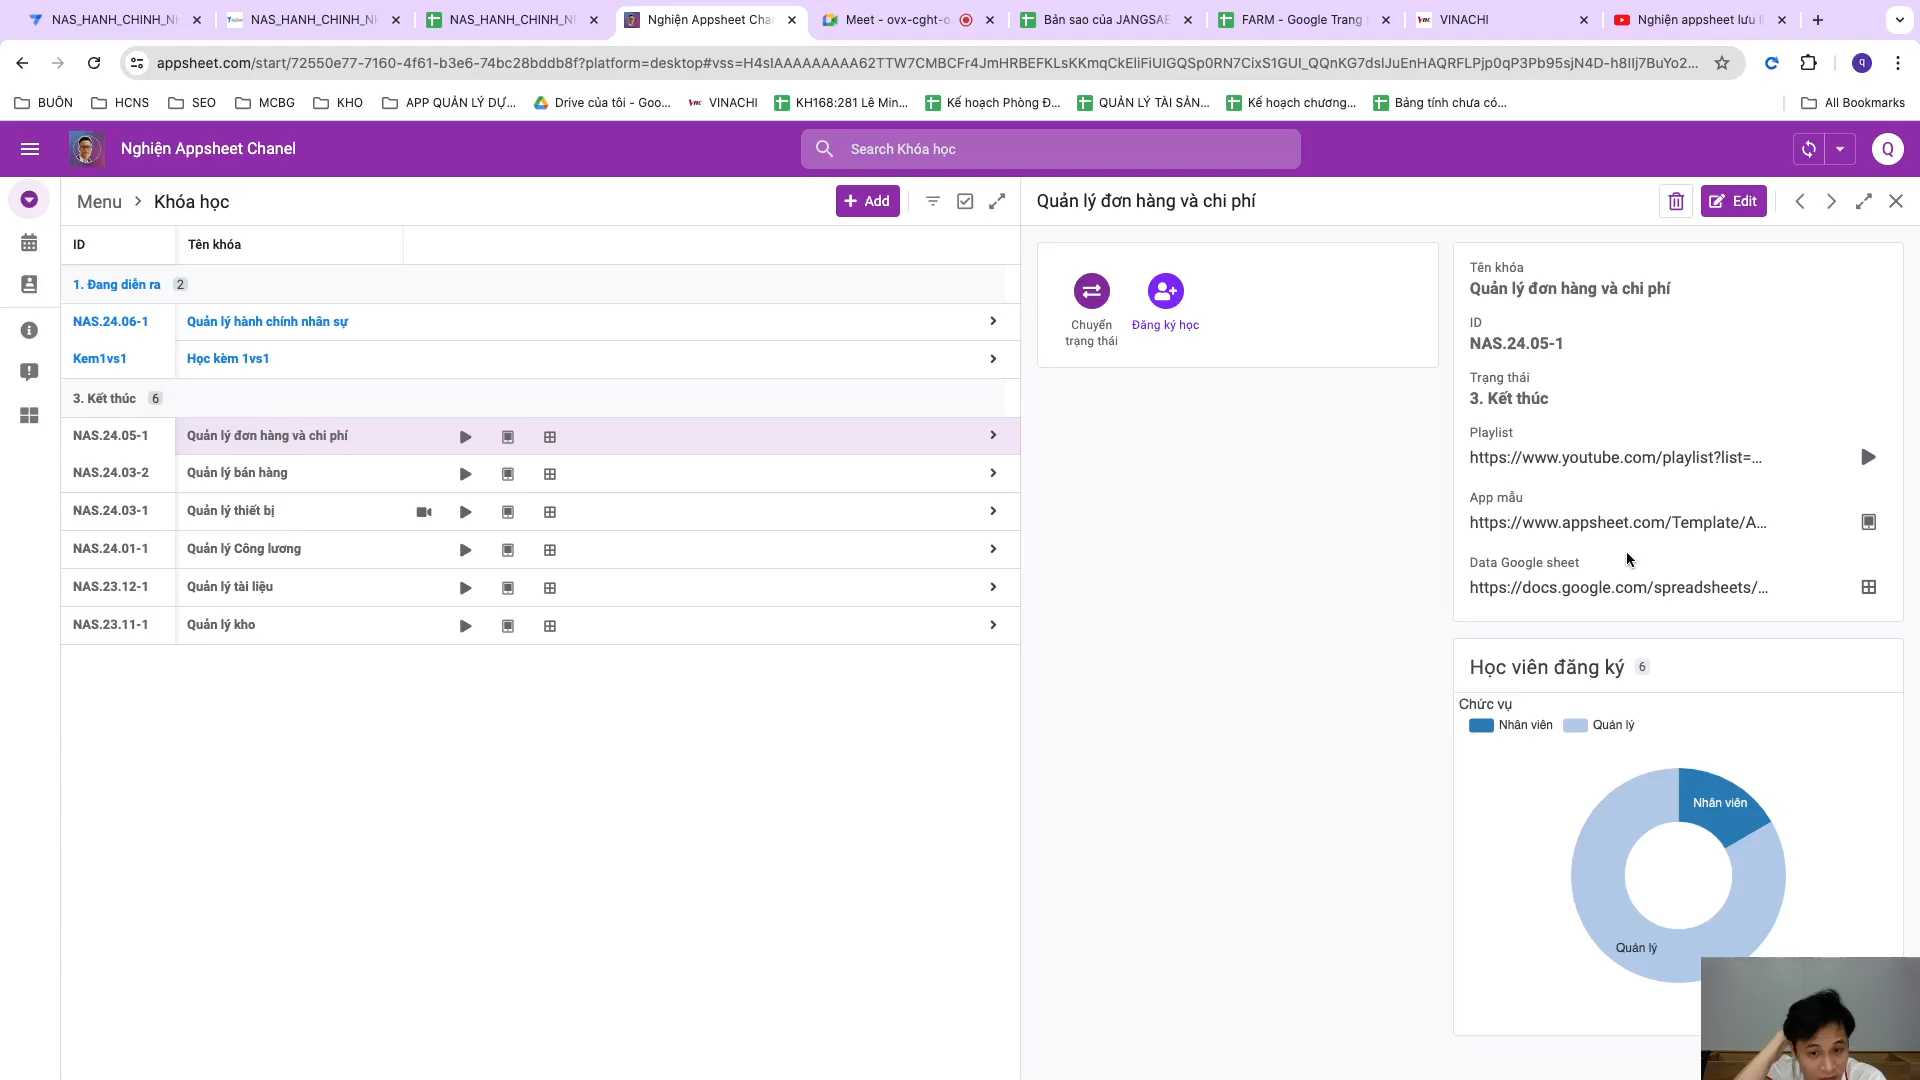 NAS_HANH_CHINH_N
NAS_HANH_CHINH_N
NAS_HANH_CHINH_N
Nghiện Appsheet Chan
Meet - ovx-cght-o
Bản sao của JANGSAE
FARM - Google Trang
VINACHI
Nghiện appsheet lưu l
appsheet.com/start/72550e77-7160-4f61-b3e6-74bc28bddb8f?platform=desktop#vss=H4sIAAAAAAAAA62TTW7CMBCFr4JmHRBEFKLsKKmqCkEliFiUIGQSp0RN7CixS1GUI_QQnKG7dslJuEnHAQRFLPjp0qP3Pb95sjN4D-h8Ilj7BuYo2...
BUÔN
HCNS
SEO
MCBG
KHO
APP QUẢN LÝ DỰ...
Drive của tôi - Goo...
VINACHI
KH168:281 Lê Min...
Kế hoạch Phòng Đ...
QUẢN LÝ TÀI SẢN...
Kế hoạch chương...
Bảng tính chưa có...
All Bookmarks
Nghiện Appsheet Chanel
Search Khóa học
Q
Menu > Khóa học
Add
ID
Tên khóa
1. Đang diễn ra 2
NAS.24.06-1 Quản lý hành chính nhân sự
Kem1vs1 Học kèm 1vs1
3. Kết thúc 6
NAS.24.05-1 Quản lý đơn hàng và chi phí
NAS.24.03-2 Quản lý bán hàng
NAS.24.03-1 Quản lý thiết bị
NAS.24.01-1 Quản lý Công lương
NAS.23.12-1 Quản lý tài liệu
NAS.23.11-1 Quản lý kho
Quản lý đơn hàng và chi phí
Edit
Chuyển
trạng thái
Đăng ký học
Tên khóa
Quản lý đơn hàng và chi phí
ID
NAS.24.05-1
Trạng thái
3. Kết thúc
Playlist
https://www.youtube.com/playlist?list=...
App mẫu
https://www.appsheet.com/Template/A...
Data Google sheet
https://docs.google.com/spreadsheets/...
Học viên đăng ký 6
Chức vụ
Nhân viên
Quản lý
Nhân viên
Quản lý